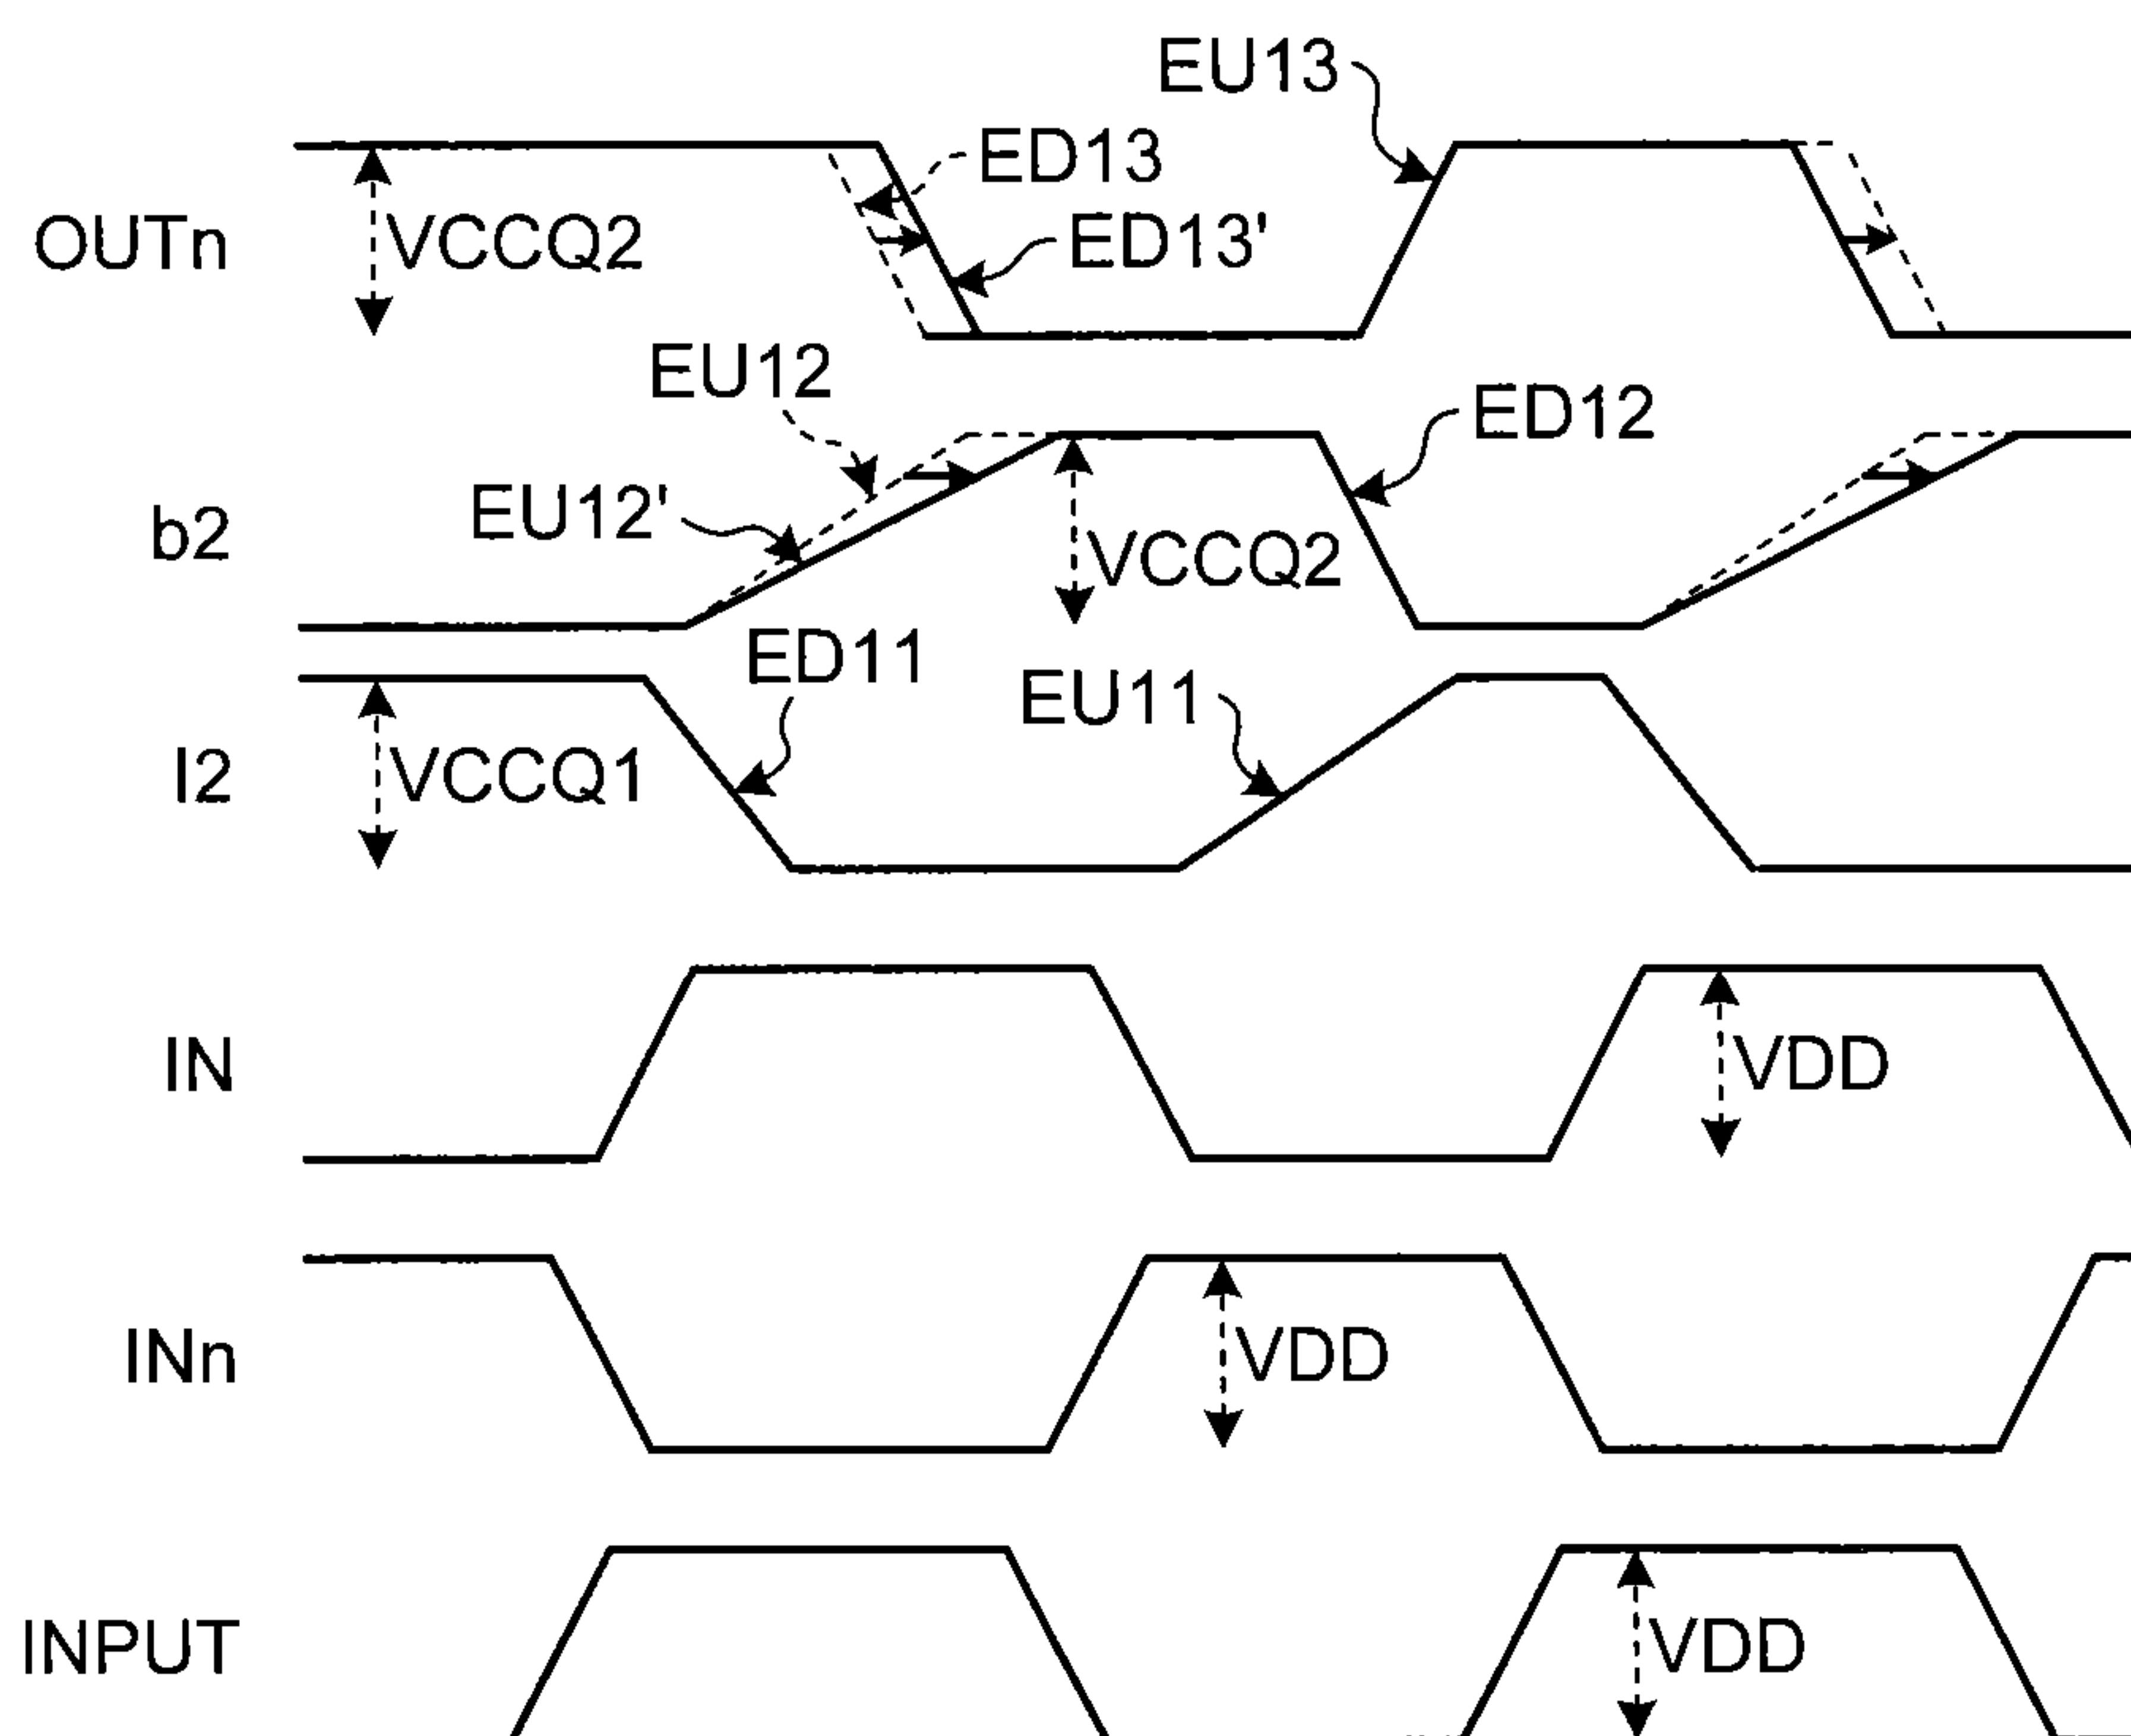 EU13
ED13
OUTn
VCCQ2
ED13'
EU12
ED12
EU12'
b2
VCCQ2
ED11
EU11
I2
VCCQ1
IN
VDD
INn
VDD
INPUT
VDD